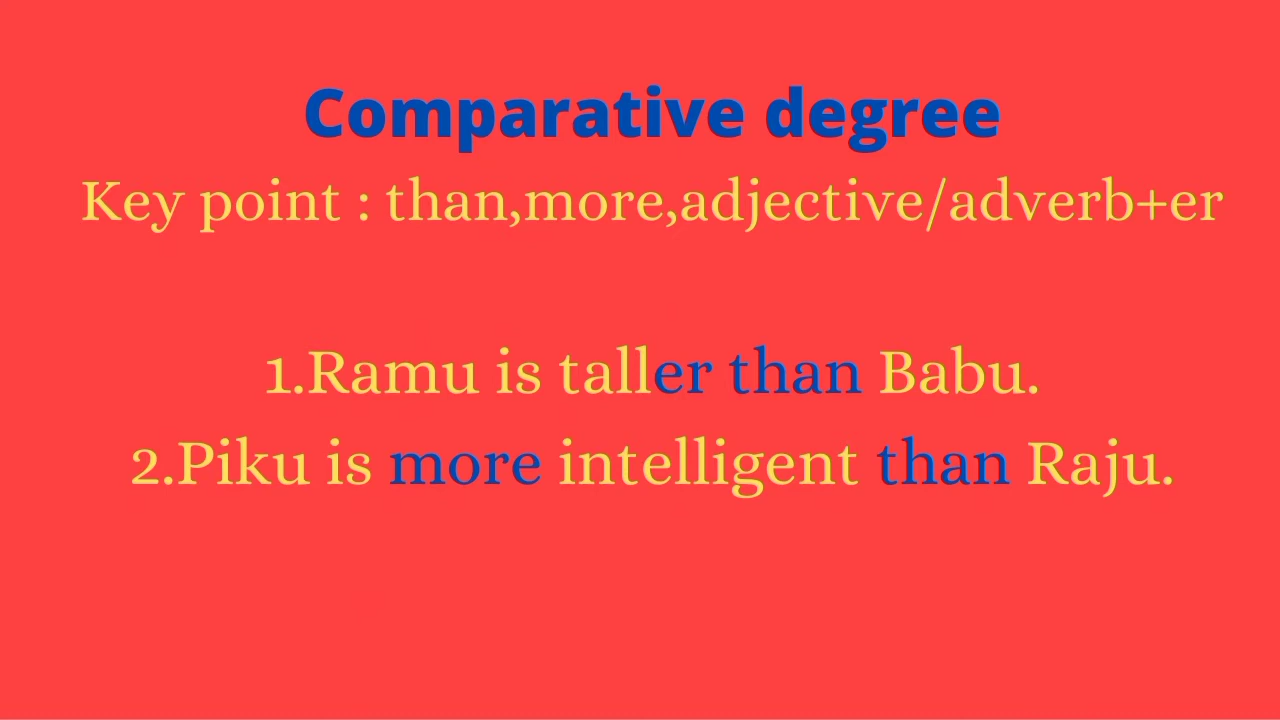 Comparative degree
Key point : than,more,adjective/adverb+er
1.Ramu is taller than Babu.
2.Piku is more intelligent than Raju.